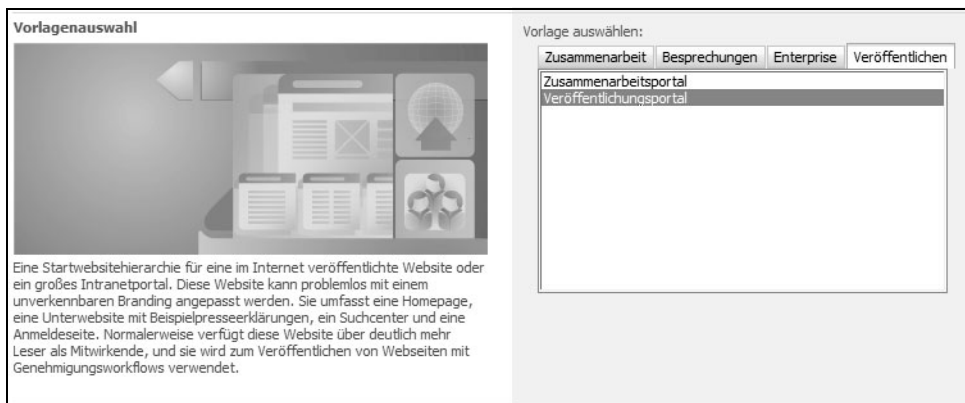 Vorlagenauswahl
Eine Startwebsitehierarchie für eine im Internet veröffentlichte Website oder
ein großes Intranetportal. Diese Website kann problemlos mit einem
unverkennbaren Branding angepasst werden. Sie umfasst eine Homepage,
eine Unterwebsite mit Beispielpresseerklärungen, ein Suchcenter und eine
Anmeldeseite. Normalerweise verfügt diese Website über deutlich mehr
Leser als Mitwirkende, und sie wird zum Veröffentlichen von Webseiten mit
Genehmigungsworkflows verwendet.
Vorlage auswählen:
Zusammenarbeit Besprechungen Enterprise Veröffentlichen
Zusammenarbeitsportal
Veröffentlichungsportal